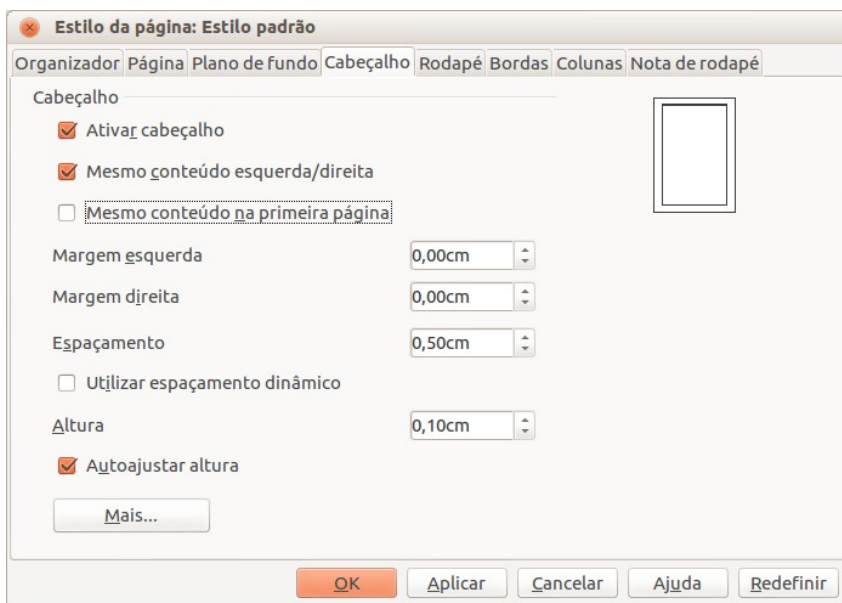 Estilo da página: Estilo padrão
Organizador Página Plano de fundo Cabeçalho Rodapé Bordas Colunas Nota de rodapé
Cabeçalho
Ativar cabeçalho
Mesmo conteúdo esquerda/direita
Mesmo conteúdo na primeira página
Margem esquerda 0,00cm
Margem direita 0,00cm
Espaçamento 0,50cm
Utilizar espaçamento dinâmico
Altura 0,10cm
Autoajustar altura
Mais...
OK Aplicar Cancelar Ajuda Redefinir